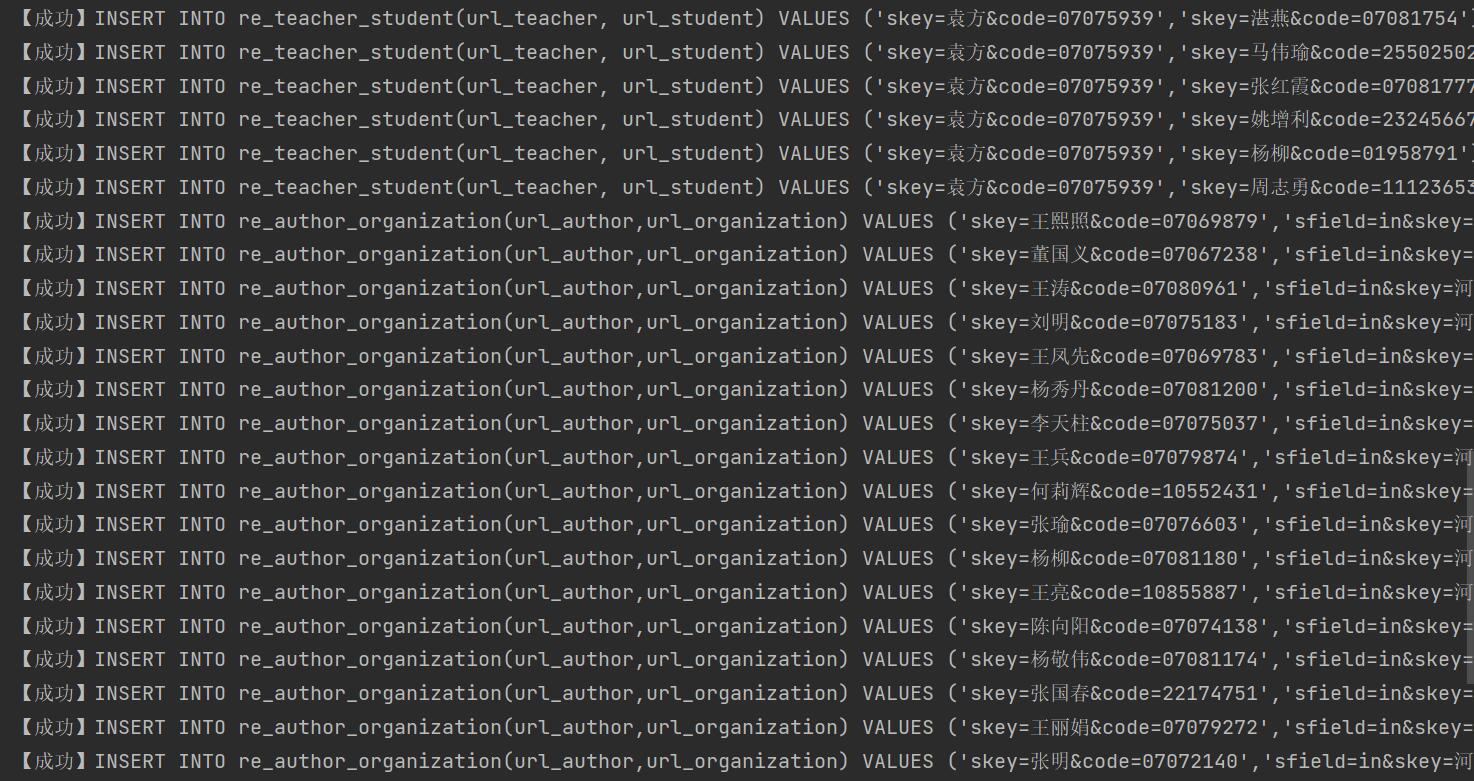 【成功】INSERT INTO re_teacher_student(url_teacher, url_student) VALUES ('skey=袁方&code=07075939','skey=湛燕&code=07081754')
【成功】INSERT INTO re_teacher_student(url_teacher, url_student) VALUES ('skey=袁方&code=07075939','skey=马伟瑜&code=25502502
【成功】INSERT INTO re_teacher_student(url_teacher, url_student) VALUES ('skey=袁方&code=07075939','skey=张红霞&code=07081777
【成功】INSERT INTO re_teacher_student(url_teacher, url_student) VALUES ('skey=袁方&code=07075939','skey=姚增利&code=23245667
【成功】INSERT INTO re_teacher_student(url_teacher, url_student) VALUES ('skey=袁方&code=07075939','skey=杨柳&code=01958791')
【成功】INSERT INTO re_teacher_student(url_teacher, url_student) VALUES ('skey=袁方&code=07075939','skey=周志勇&code=11123653
【成功】INSERT INTO re_author_organization(url_author,url_organization) VALUES ('skey=王熙照&code=07069879','sfield=in&skey=
【成功】INSERT INTO re_author_organization(url_author,url_organization) VALUES ('skey=董国义&code=07067238','sfield=in&skey=
【成功】INSERT INTO re_author_organization(url_author,url_organization) VALUES ('skey=王涛&code=07080961','sfield=in&skey=河
【成功】INSERT INTO re_author_organization(url_author,url_organization) VALUES ('skey=刘明&code=07075183','sfield=in&skey=河
【成功】INSERT INTO re_author_organization(url_author,url_organization) VALUES ('skey=王凤先&code=07069783','sfield=in&skey=
【成功】INSERT INTO re_author_organization(url_author,url_organization) VALUES ('skey=杨秀丹&code=07081200','sfield=in&skey=
【成功】INSERT INTO re_author_organization(url_author,url_organization) VALUES ('skey=李天柱&code=07075037','sfield=in&skey=
【成功】INSERT INTO re_author_organization(url_author,url_organization) VALUES ('skey=王兵&code=07079874','sfield=in&skey=河
【成功】INSERT INTO re_author_organization(url_author,url_organization) VALUES ('skey=何莉辉&code=10552431','sfield=in&skey=
【成功】INSERT INTO re_author_organization(url_author,url_organization) VALUES ('skey=张瑜&code=07076603','sfield=in&skey=河
【成功】INSERT INTO re_author_organization(url_author,url_organization) VALUES ('skey=杨柳&code=07081180','sfield=in&skey=河
【成功】INSERT INTO re_author_organization(url_author,url_organization) VALUES ('skey=王亮&code=10855887','sfield=in&skey=河
【成功】INSERT INTO re_author_organization(url_author,url_organization) VALUES ('skey=陈向阳&code=07074138','sfield=in&skey=
【成功】INSERT INTO re_author_organization(url_author,url_organization) VALUES ('skey=杨敬伟&code=07081174','sfield=in&skey=
【成功】INSERT INTO re_author_organization(url_author,url_organization) VALUES ('skey=张国春&code=22174751','sfield=in&skey=
【成功】INSERT INTO re_author_organization(url_author,url_organization) VALUES ('skey=王丽娟&code=07079272','sfield=in&skey=
【成功】INSERT INTO re_author_organization(url_author,url_organization) VALUES ('skey=张明&code=07072140','sfield=in&skey=河